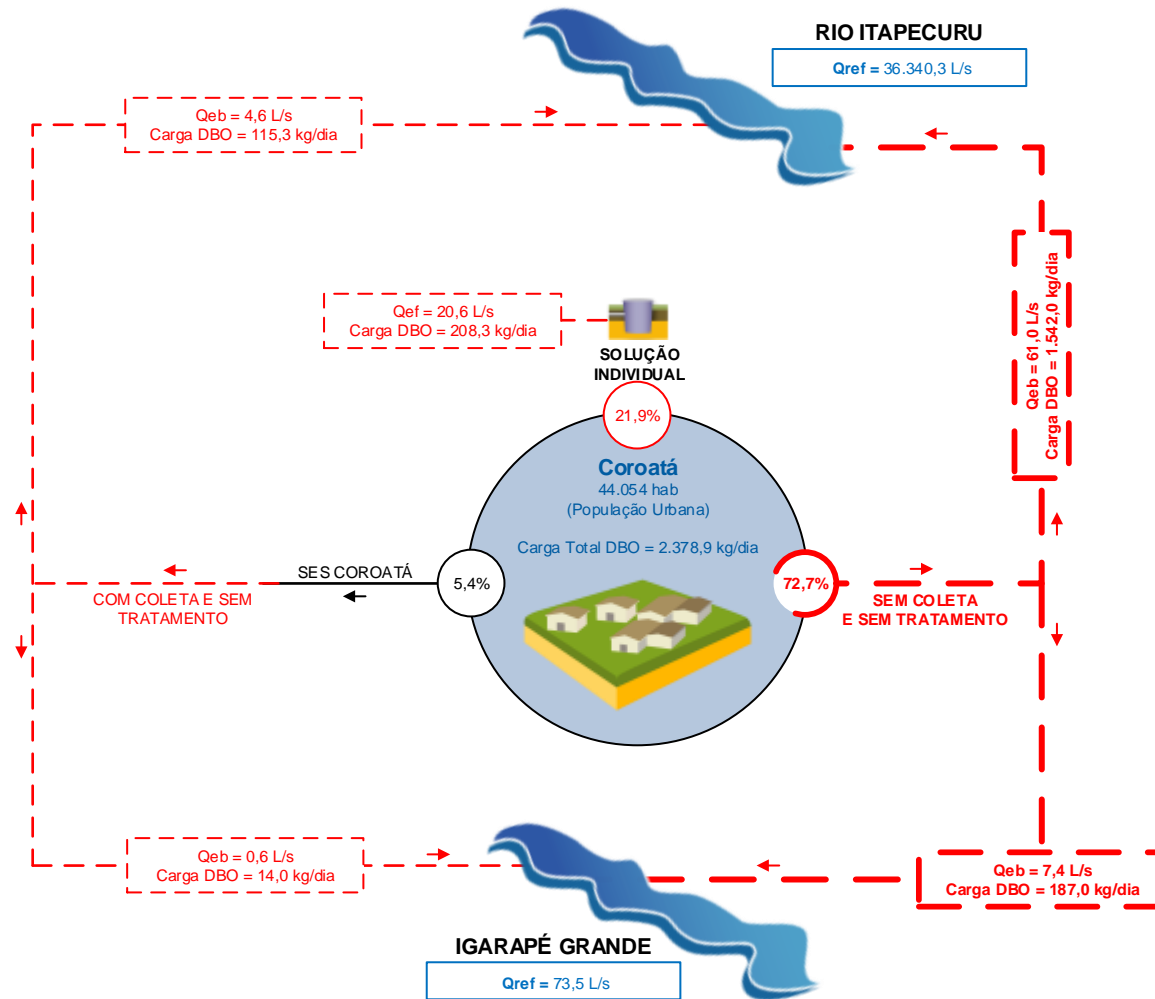 RIO ITAPECURU
Qref = 36.340,3 L/s
Qeb = 4,6 L/s
Carga DBO = 115,3 kg/dia
Qeb = 61,0 L/s
Carga DBO = 1.542,0 kg/dia
Qef = 20,6 L/s
Carga DBO = 208,3 kg/dia
SOLUÇÃO
INDIVIDUAL
21,9%
Coroatá
44.054 hab
(População Urbana)
Carga Total DBO = 2.378,9 kg/dia
SES COROATÁ
5,4%
72,7%
COM COLETA E SEM
TRATAMENTO
SEM COLETA
E SEM TRATAMENTO
Qeb = 0,6 L/s
Carga DBO = 14,0 kg/dia
Qeb = 7,4 L/s
Carga DBO = 187,0 kg/dia
IGARAPÉ GRANDE
Qref = 73,5 L/s